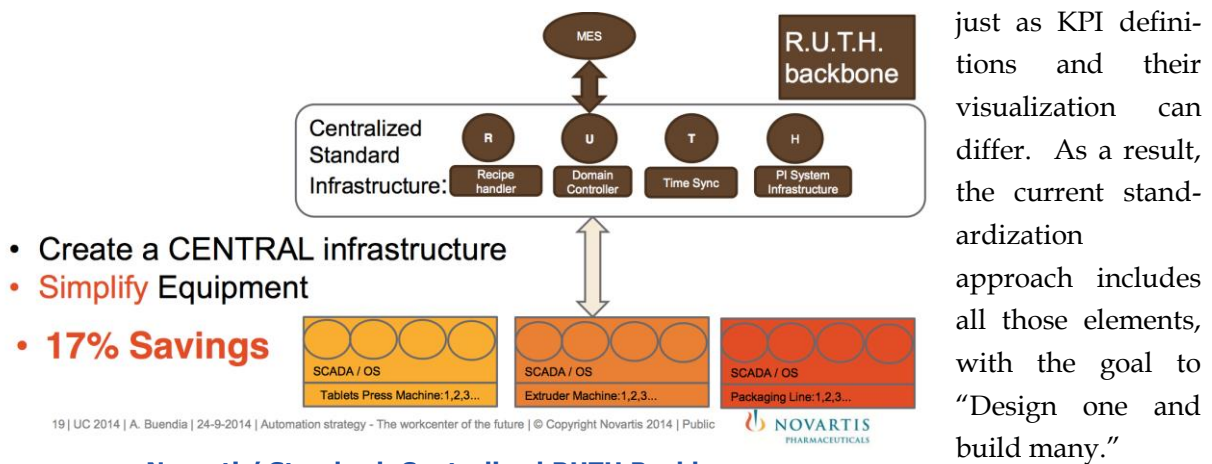 MES
R.U.T.H.
backbone
Centralized
Standard
Infrastructure:
R
U
T
H
Recipe
handler
Domain
Controller
Time Sync
PI System
Infrastructure
• Create a CENTRAL infrastructure
• Simplify Equipment
• 17% Savings
SCADA / OS
Tablets Press Machine:1,2,3...
SCADA / OS
Extruder Machine:1,2,3...
SCADA / OS
Packaging Line:1,2,3...
19 | UC 2014 | A. Buendia | 24-9-2014 | Automation strategy - The workcenter of the future | © Copyright Novartis 2014 | Public
NOVARTIS
PHARMACEUTICALS
just as KPI defini-
tions and their
visualization can
differ. As a result,
the current stand-
ardization
approach includes
all those elements,
with the goal to
“Design one and
build many.”